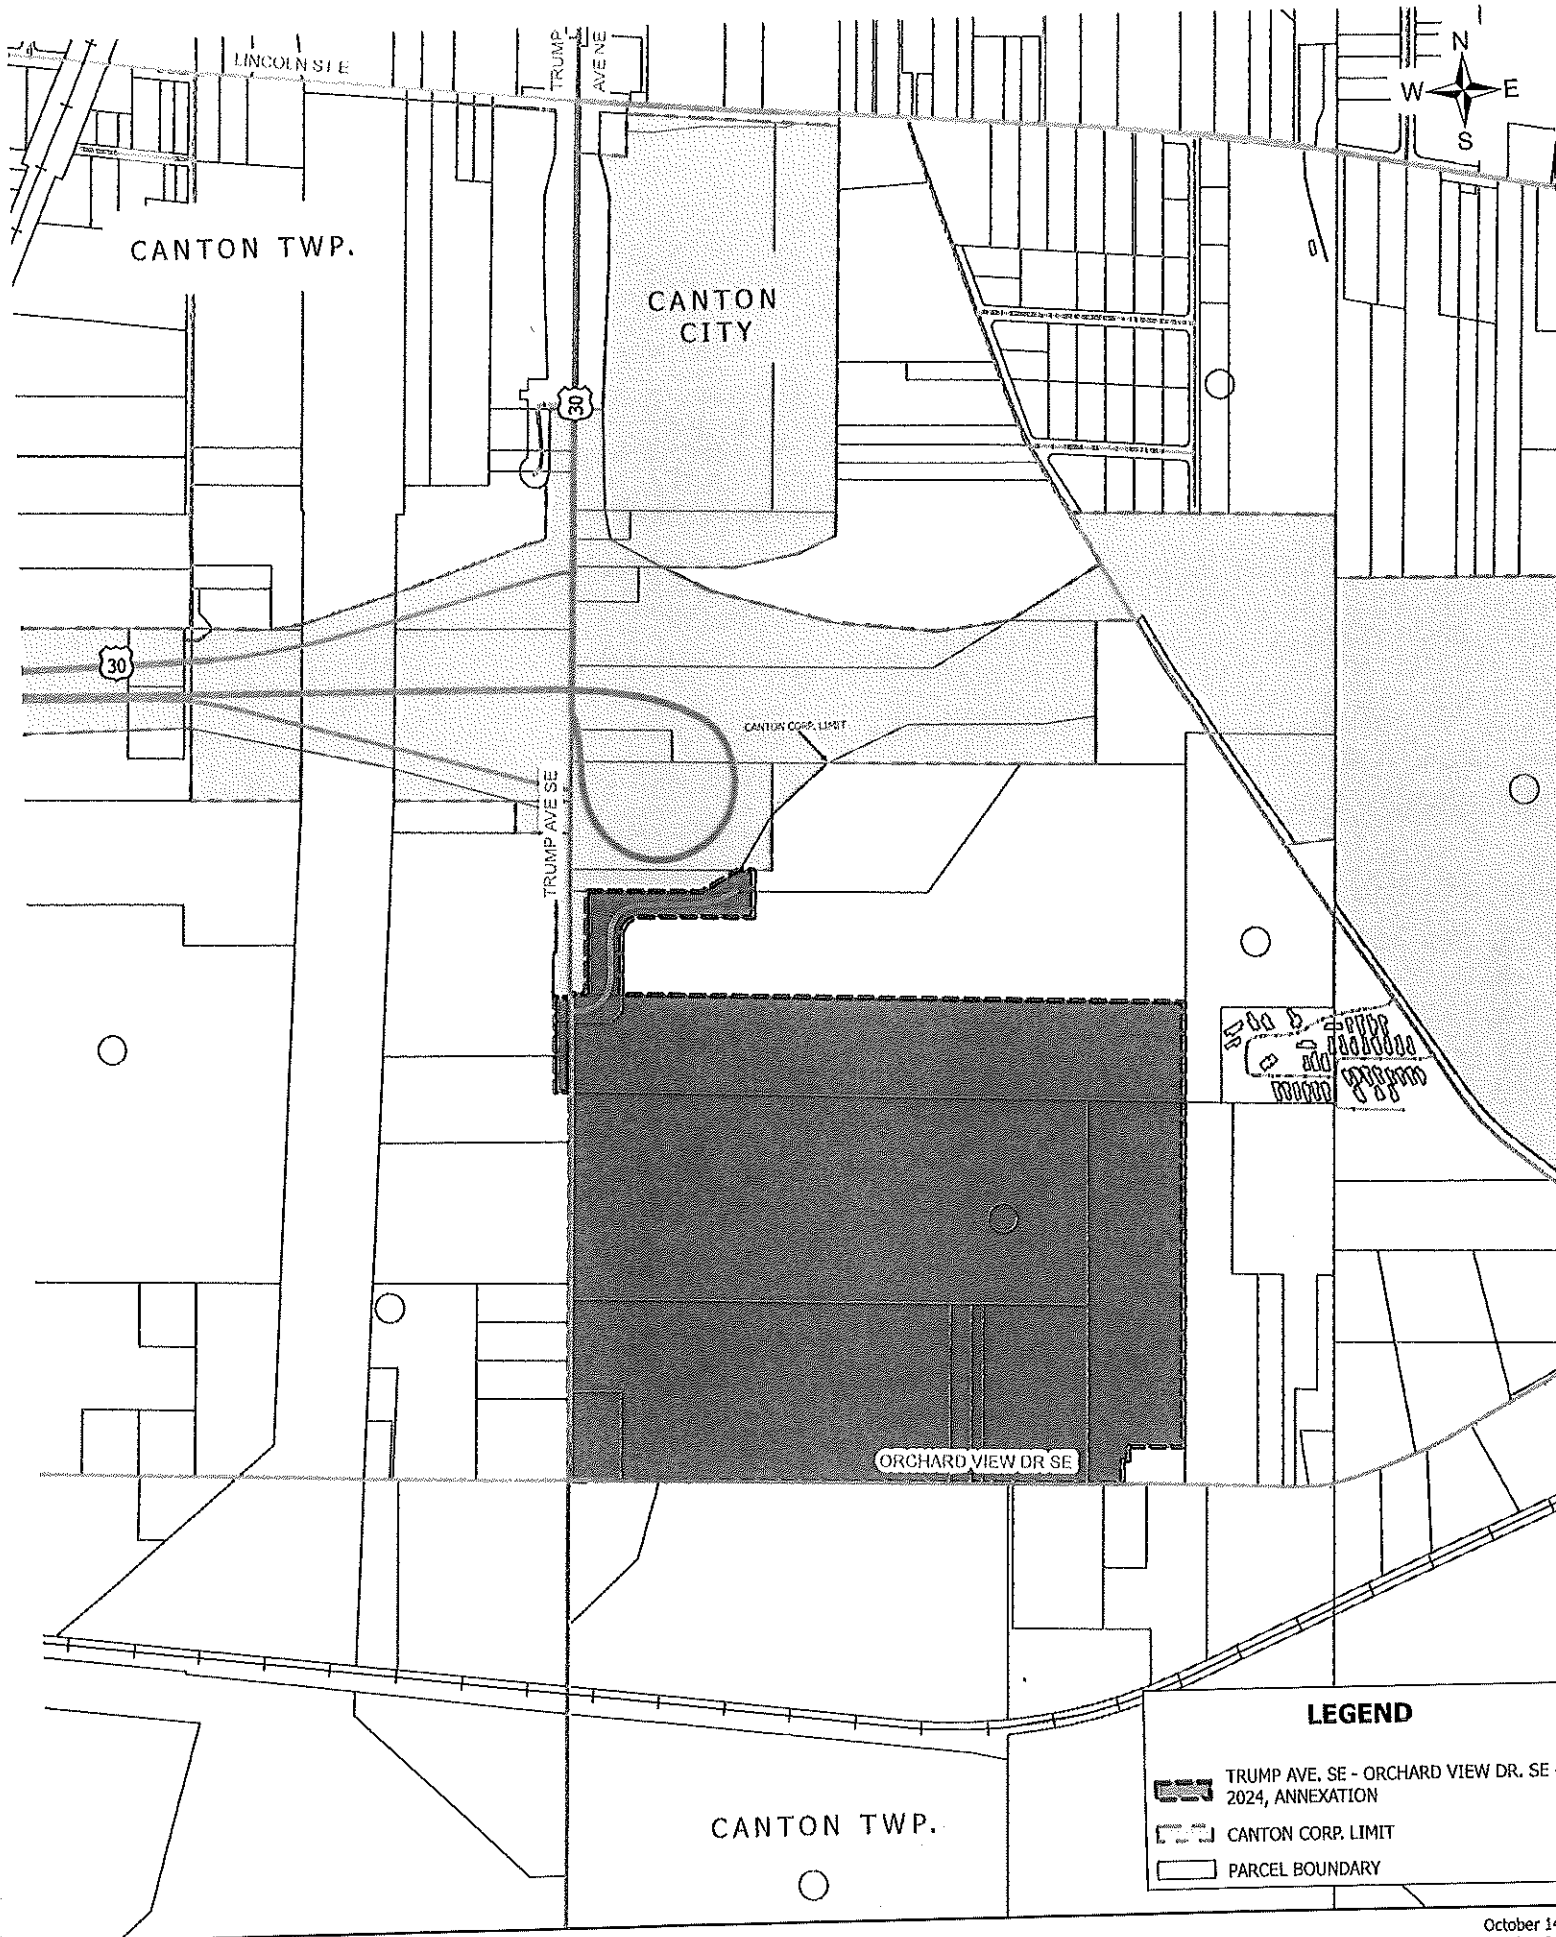 LINCOLN ST E
TRUMP
AVE NE
N
W E
S
CANTON TWP.
CANTON
CITY
30
30
CANTON CORP. LIMIT
TRUMP AVE SE
ORCHARD VIEW DR SE
LEGEND
TRUMP AVE. SE - ORCHARD VIEW DR. SE -
2024, ANNEXATION
CANTON CORP. LIMIT
PARCEL BOUNDARY
CANTON TWP.
October 14